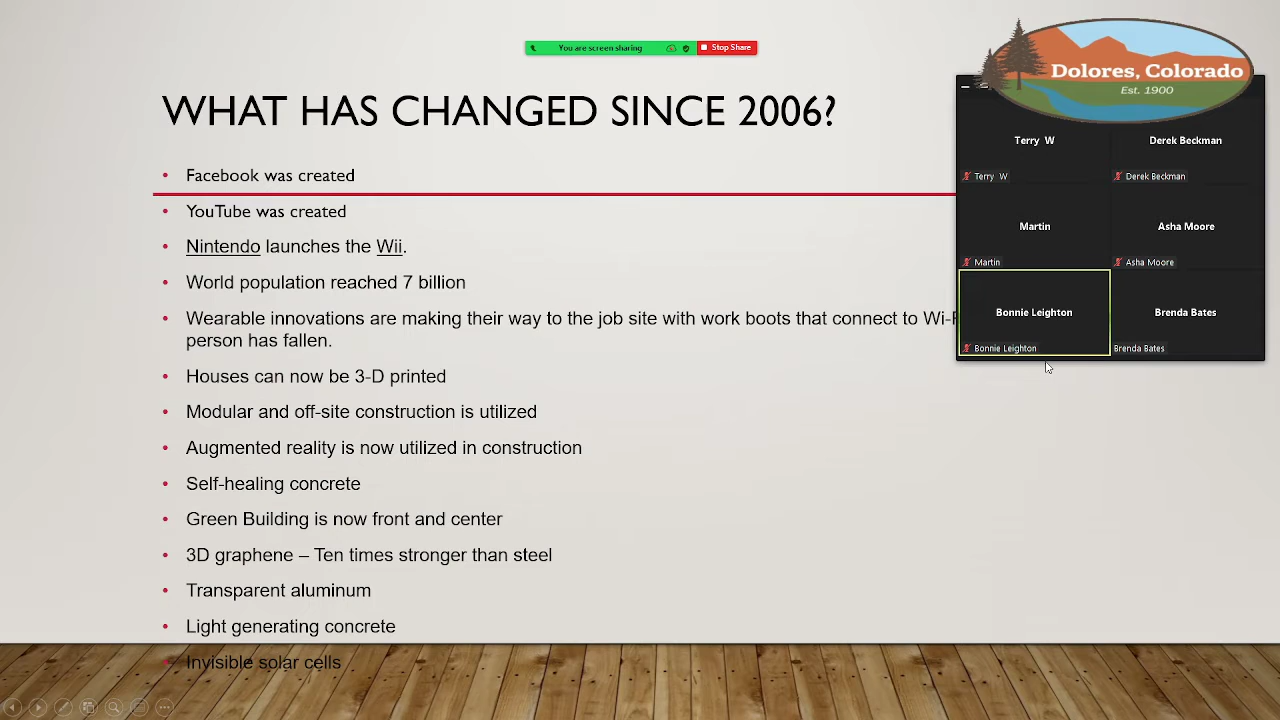 You are screen sharing
Stop Share
Dolores, Colorado
Est. 1900
WHAT HAS CHANGED SINCE 2006?
• Facebook was created
• YouTube was created
• Nintendo launches the Wii.
• World population reached 7 billion
• Wearable innovations are making their way to the job site with work boots that connect to
person has fallen.
• Houses can now be 3-D printed
• Modular and off-site construction is utilized
• Augmented reality is now utilized in construction
• Self-healing concrete
• Green Building is now front and center
• 3D graphene – Ten times stronger than steel
• Transparent aluminum
• Light generating concrete
• Invisible solar cells
Terry W
Derek Beckman
Terry W
Derek Beckman
Martin
Asha Moore
Martin
Asha Moore
Bonnie Leighton
Brenda Bates
Bonnie Leighton
Brenda Bates